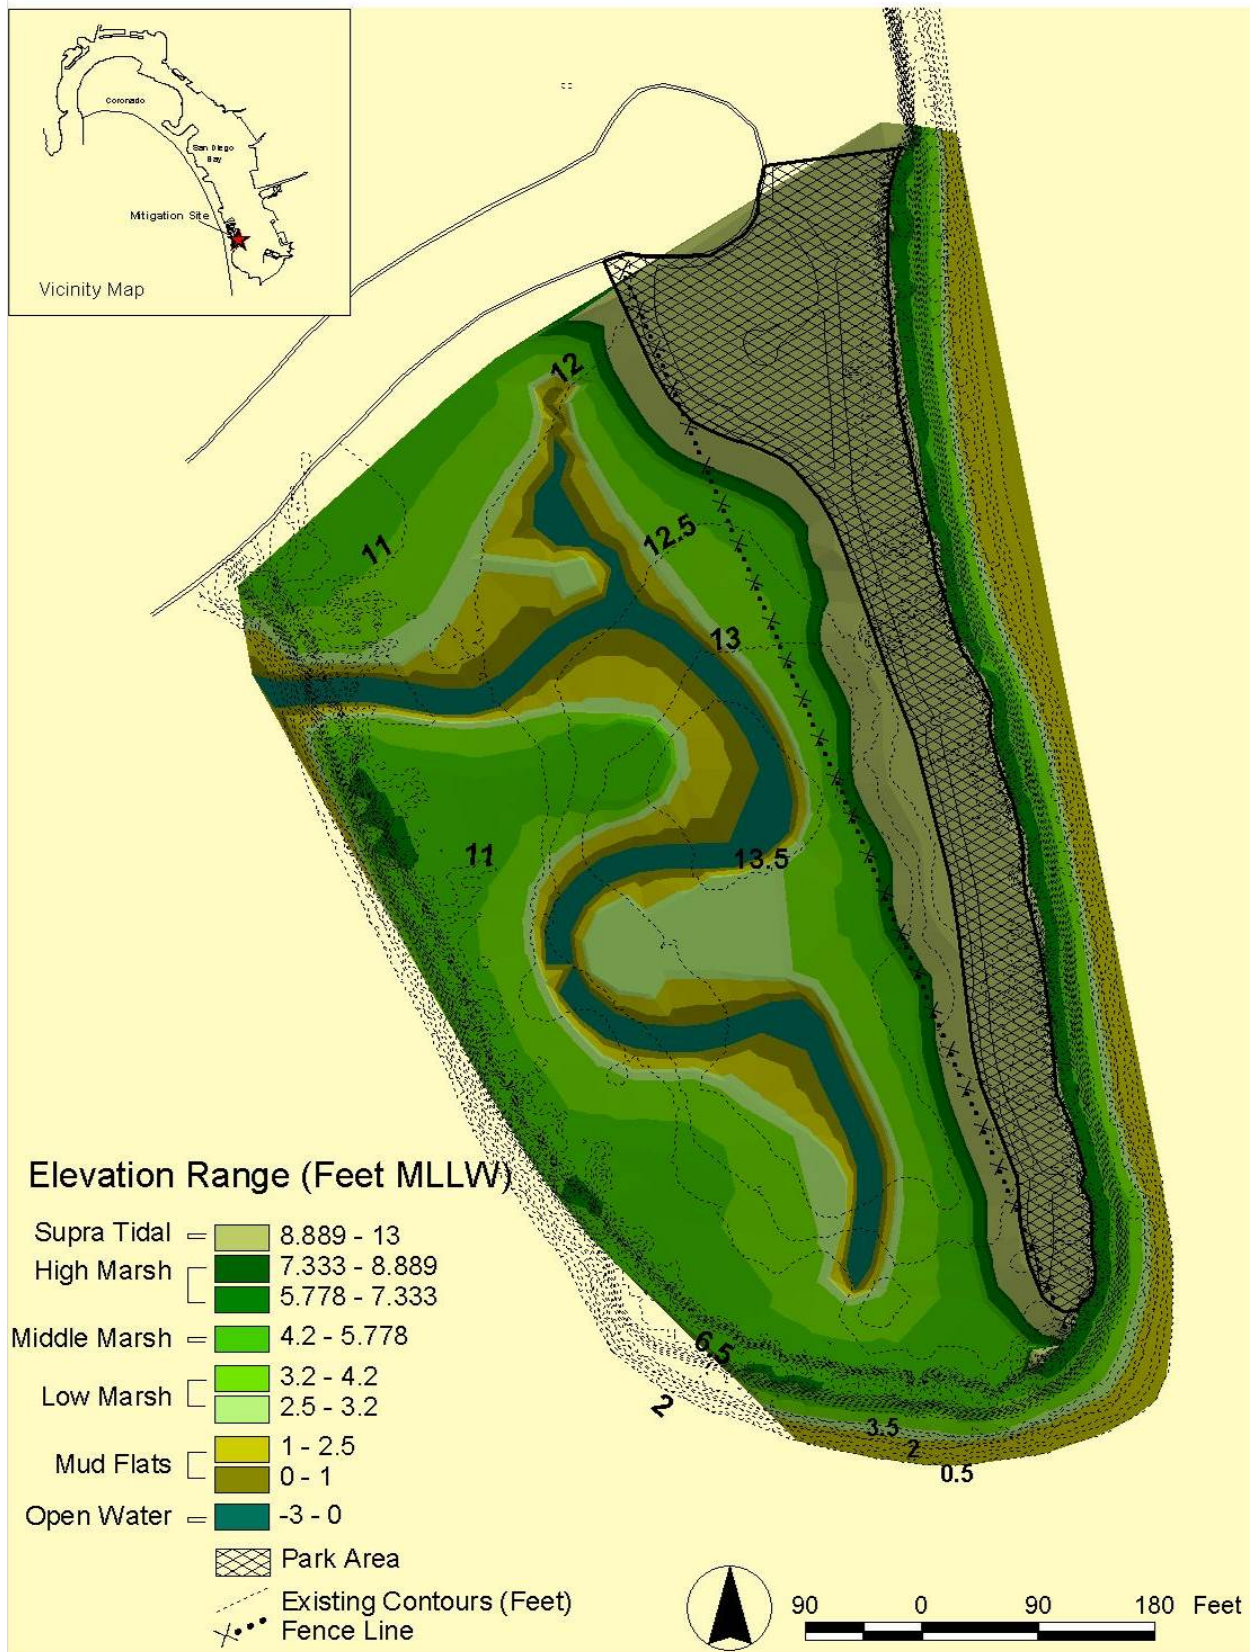 Coronado
San Diego
Bay
Mitigation Site
Vicinity Map
12
11
12.5
13
11
13.5
6.5
2
3.5
2
0.5
Elevation Range (Feet MLLW)
Supra Tidal 8.889 - 13
High Marsh 7.333 - 8.889
5.778 - 7.333
Middle Marsh 4.2 - 5.778
Low Marsh 3.2 - 4.2
2.5 - 3.2
Mud Flats 1 - 2.5
0 - 1
Open Water -3 - 0
Park Area
Existing Contours (Feet)
Fence Line
90 0 90 180 Feet